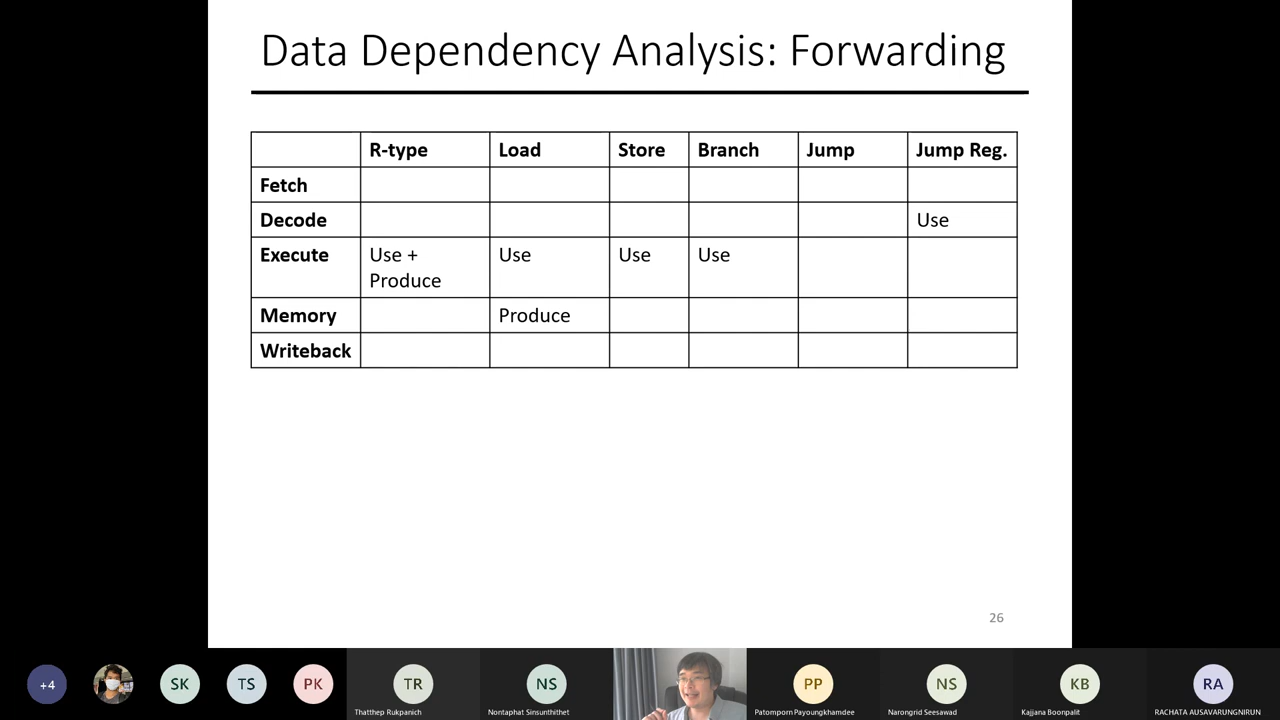 Data Dependency Analysis: Forwarding
R-type Load Store Branch Jump Jump Reg.
Fetch
Decode Use
Execute Use + Use Use Use
Produce
Memory Produce
Writeback
26
+4 SK TS PK TR NS PP NS KB RA
Thatthep Rukpanich Nontaphat Sinsunthithet Patomporn Payoungkhamdee Narongrid Seesawad Kajjana Boonpalit RACHATA AUSAVARUNGNIRUN